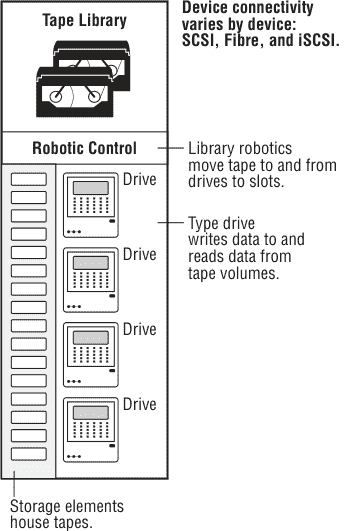 Tape Library
Device connectivity
varies by device:
SCSI, Fibre, and iSCSI.
Robotic Control
Library robotics
move tape to and from
drives to slots.
Drive
Type drive
writes data to and
reads data from
tape volumes.
Drive
Drive
Drive
Storage elements
house tapes.